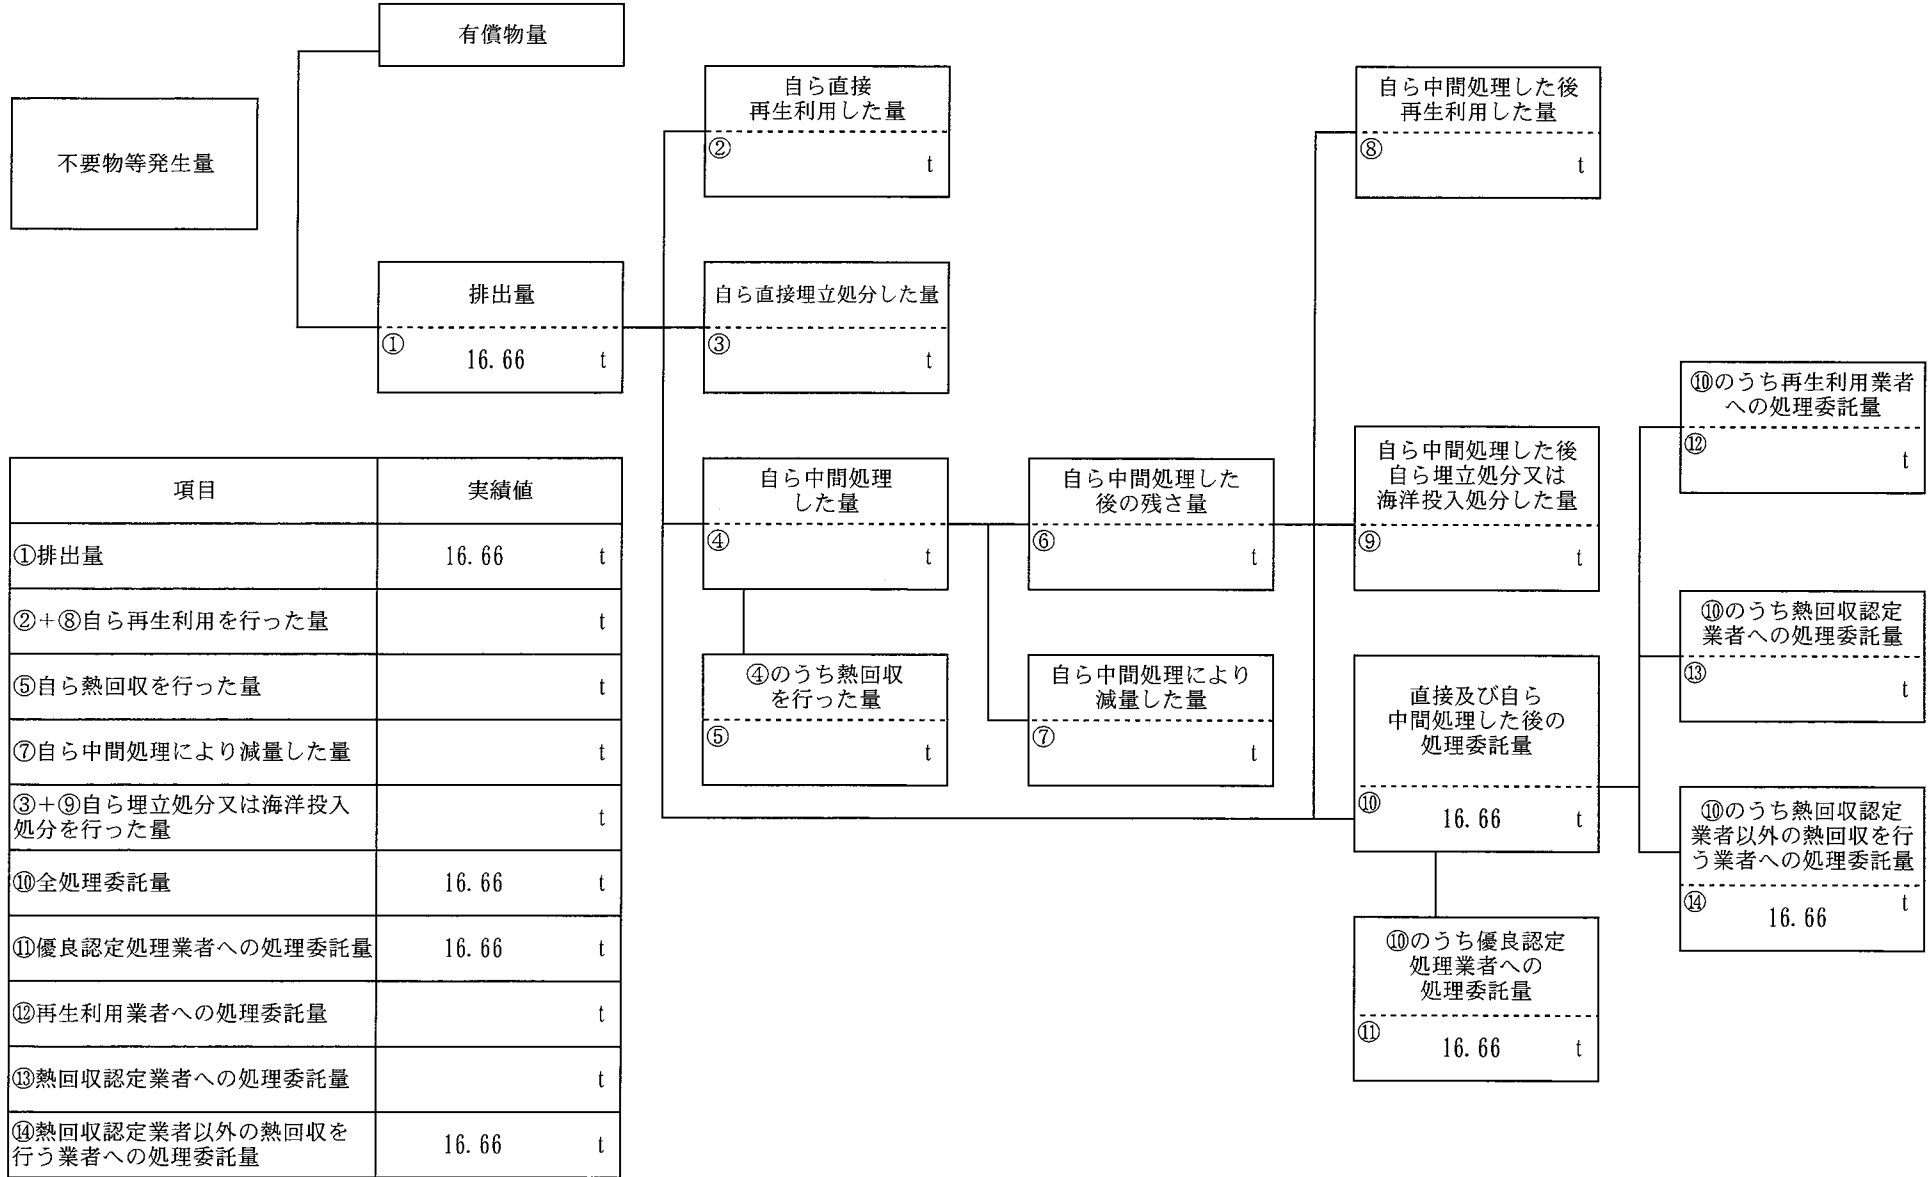 有償物量
不要物等発生量
排出量
① 16.66 t
自ら直接
再生利用した量
② t
自ら直接埋立処分した量
③ t
自ら中間処理
した量
④ t
④のうち熱回収
を行った量
⑤ t
自ら中間処理した
後の残さ量
⑥ t
自ら中間処理により
減量した量
⑦ t
自ら中間処理した後
再生利用した量
⑧ t
自ら中間処理した後
自ら埋立処分又は
海洋投入処分した量
⑨ t
直接及び自ら
中間処理した後の
処理委託量
⑩ 16.66 t
⑩のうち優良認定
処理業者への
処理委託量
⑪ 16.66 t
⑩のうち再生利用業者
への処理委託量
⑫ t
⑩のうち熱回収認定
業者への処理委託量
⑬ t
⑩のうち熱回収認定
業者以外の熱回収を行
う業者への処理委託量
⑭ 16.66 t
項目 実績値
①排出量 16.66 t
②+⑧自ら再生利用を行った量 t
⑤自ら熱回収を行った量 t
⑦自ら中間処理により減量した量 t
③+⑨自ら埋立処分又は海洋投入
処分を行った量 t
⑩全処理委託量 16.66 t
⑪優良認定処理業者への処理委託量 16.66 t
⑫再生利用業者への処理委託量 t
⑬熱回収認定業者への処理委託量 t
⑭熱回収認定業者以外の熱回収を
行う業者への処理委託量 16.66 t